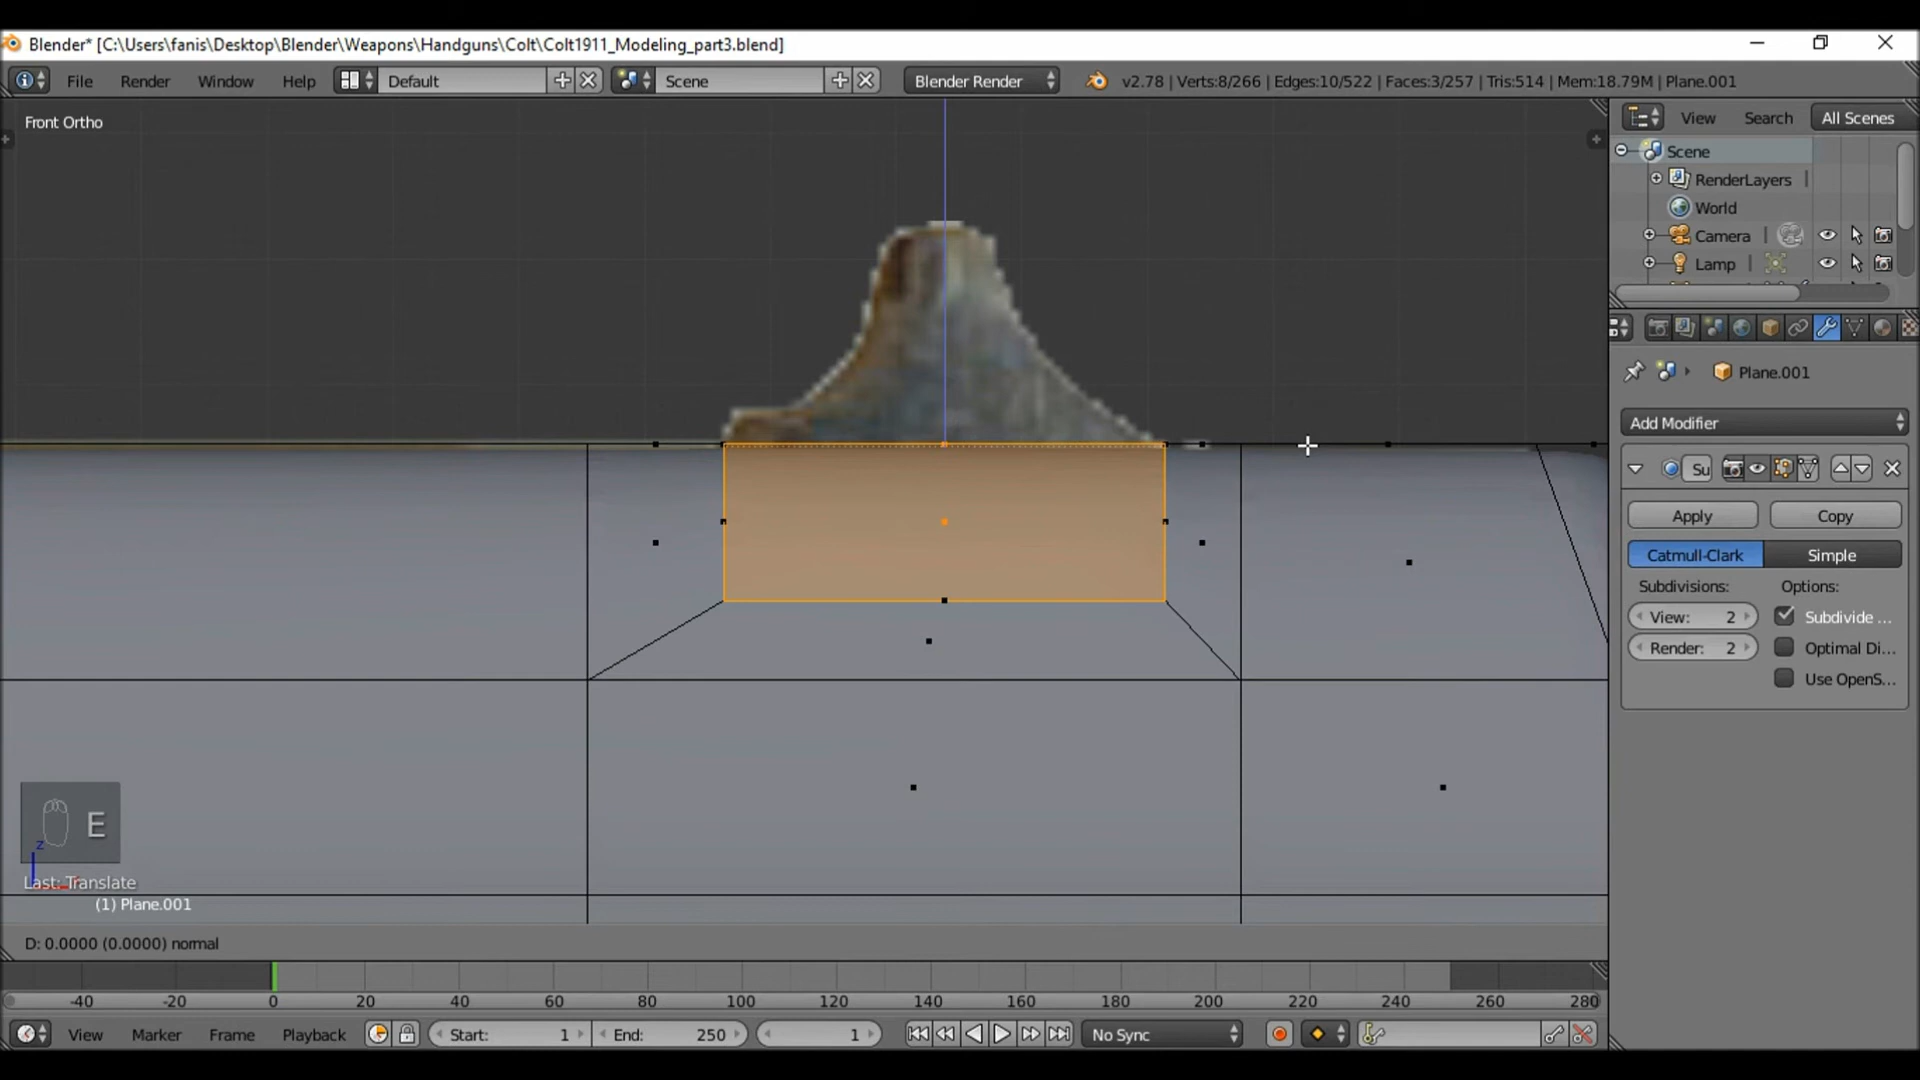 Blender* [C:\Users\fanis\Desktop\Blender\Weapons\Handguns\Colt\Colt1911_Modeling_part3.blend]
File Render Window Help Default Scene Blender Render v2.78 | Verts:8/266 | Edges:10/522 | Faces:3/257 | Tris:514 | Mem:18.79M | Plane.001
Front Ortho
View Search All Scenes
Scene
RenderLayers
World
Camera
Lamp
Plane.001
Add Modifier
Su
Apply Copy
Catmull-Clark Simple
Subdivisions: Options:
View: 2 Subdivide ...
Render: 2 Optimal Di...
Use OpenS...
E
z
Last: Translate
(1) Plane.001
D: 0.0000 (0.0000) normal
-40 -20 0 20 40 60 80 100 120 140 160 180 200 220 240 260 280
View Marker Frame Playback Start: 1 End: 250 1 No Sync